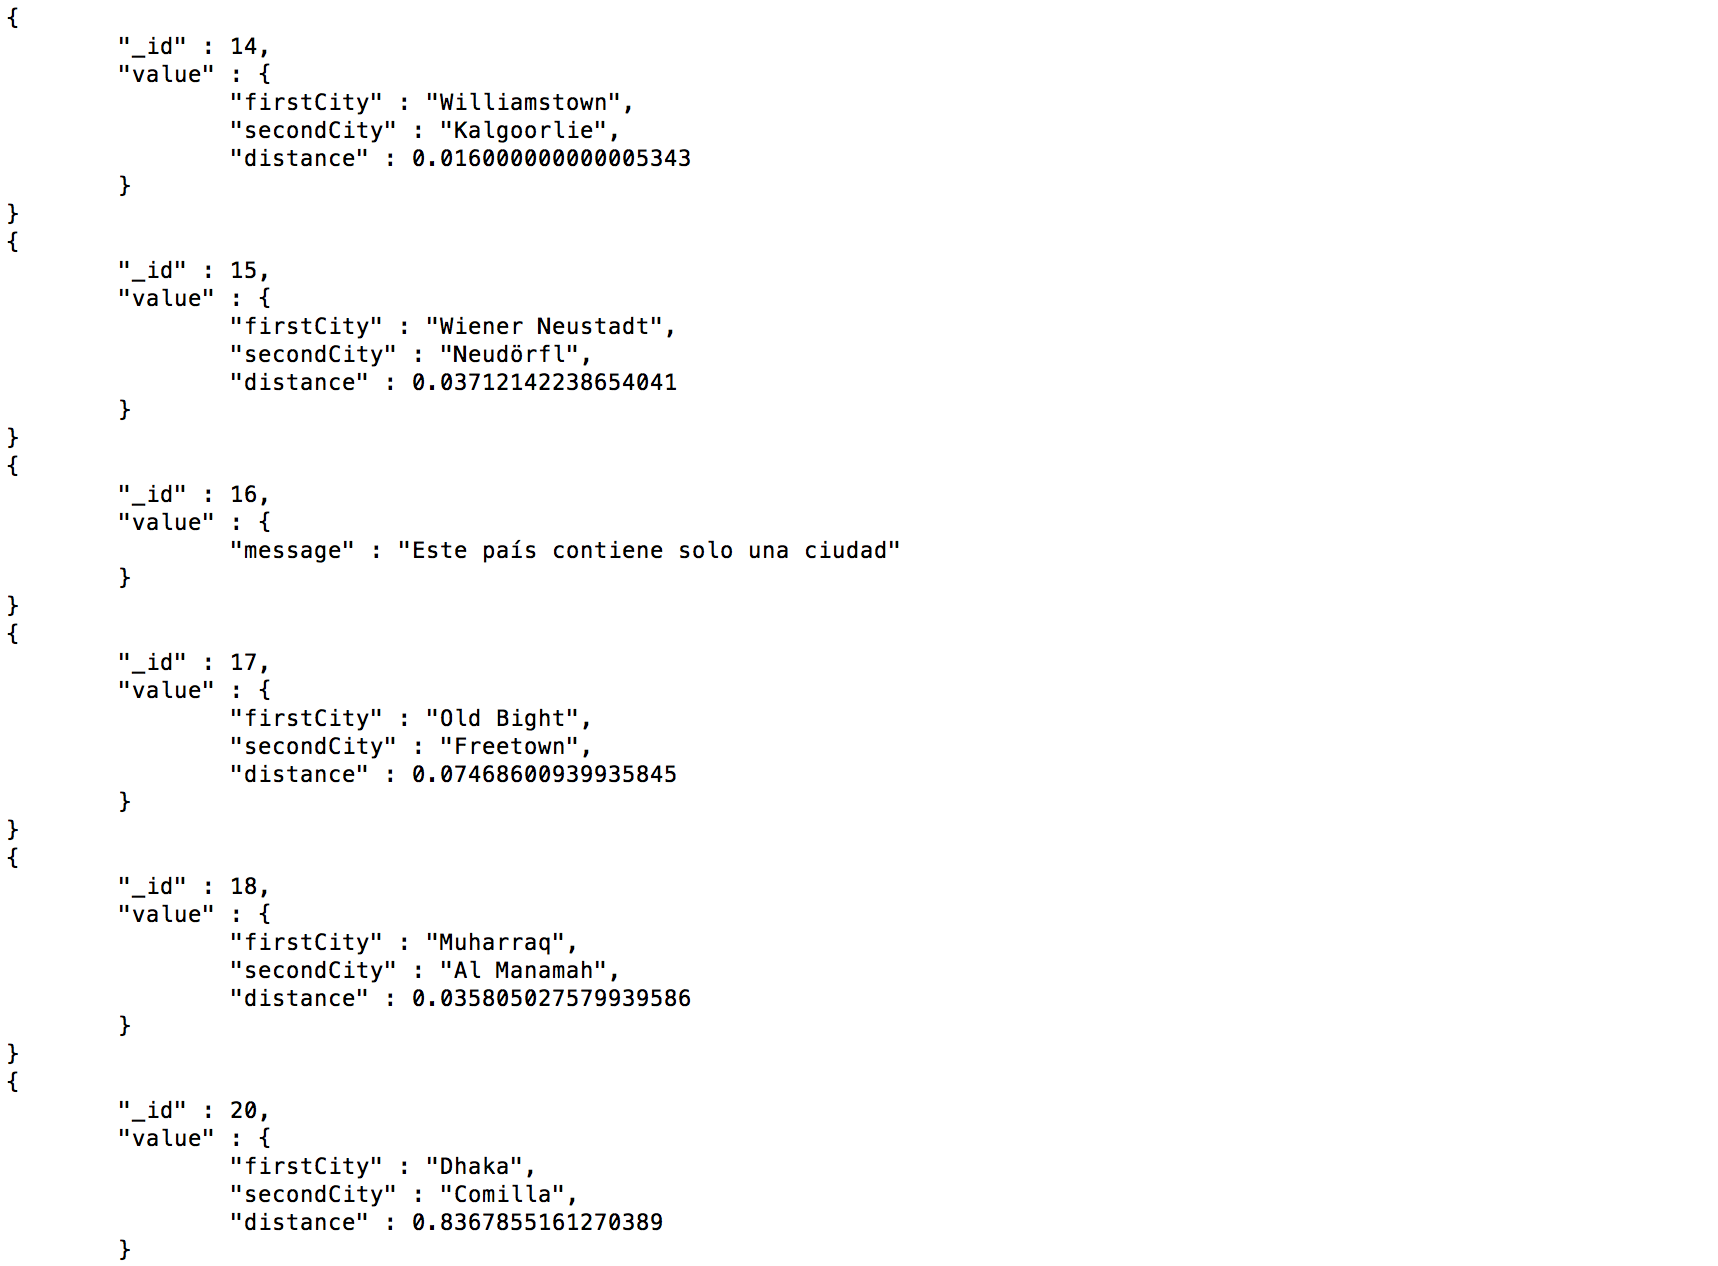 {
"_id" : 14,
"value" : {
"firstCity" : "Williamstown",
"secondCity" : "Kalgoorlie",
"distance" : 0.016000000000005343
}
}
{
"_id" : 15,
"value" : {
"firstCity" : "Wiener Neustadt",
"secondCity" : "Neudörfl",
"distance" : 0.03712142238654041
}
}
{
"_id" : 16,
"value" : {
"message" : "Este país contiene solo una ciudad"
}
}
{
"_id" : 17,
"value" : {
"firstCity" : "Old Bight",
"secondCity" : "Freetown",
"distance" : 0.07468600939935845
}
}
{
"_id" : 18,
"value" : {
"firstCity" : "Muharraq",
"secondCity" : "Al Manamah",
"distance" : 0.035805027579939586
}
}
{
"_id" : 20,
"value" : {
"firstCity" : "Dhaka",
"secondCity" : "Comilla",
"distance" : 0.8367855161270389
}